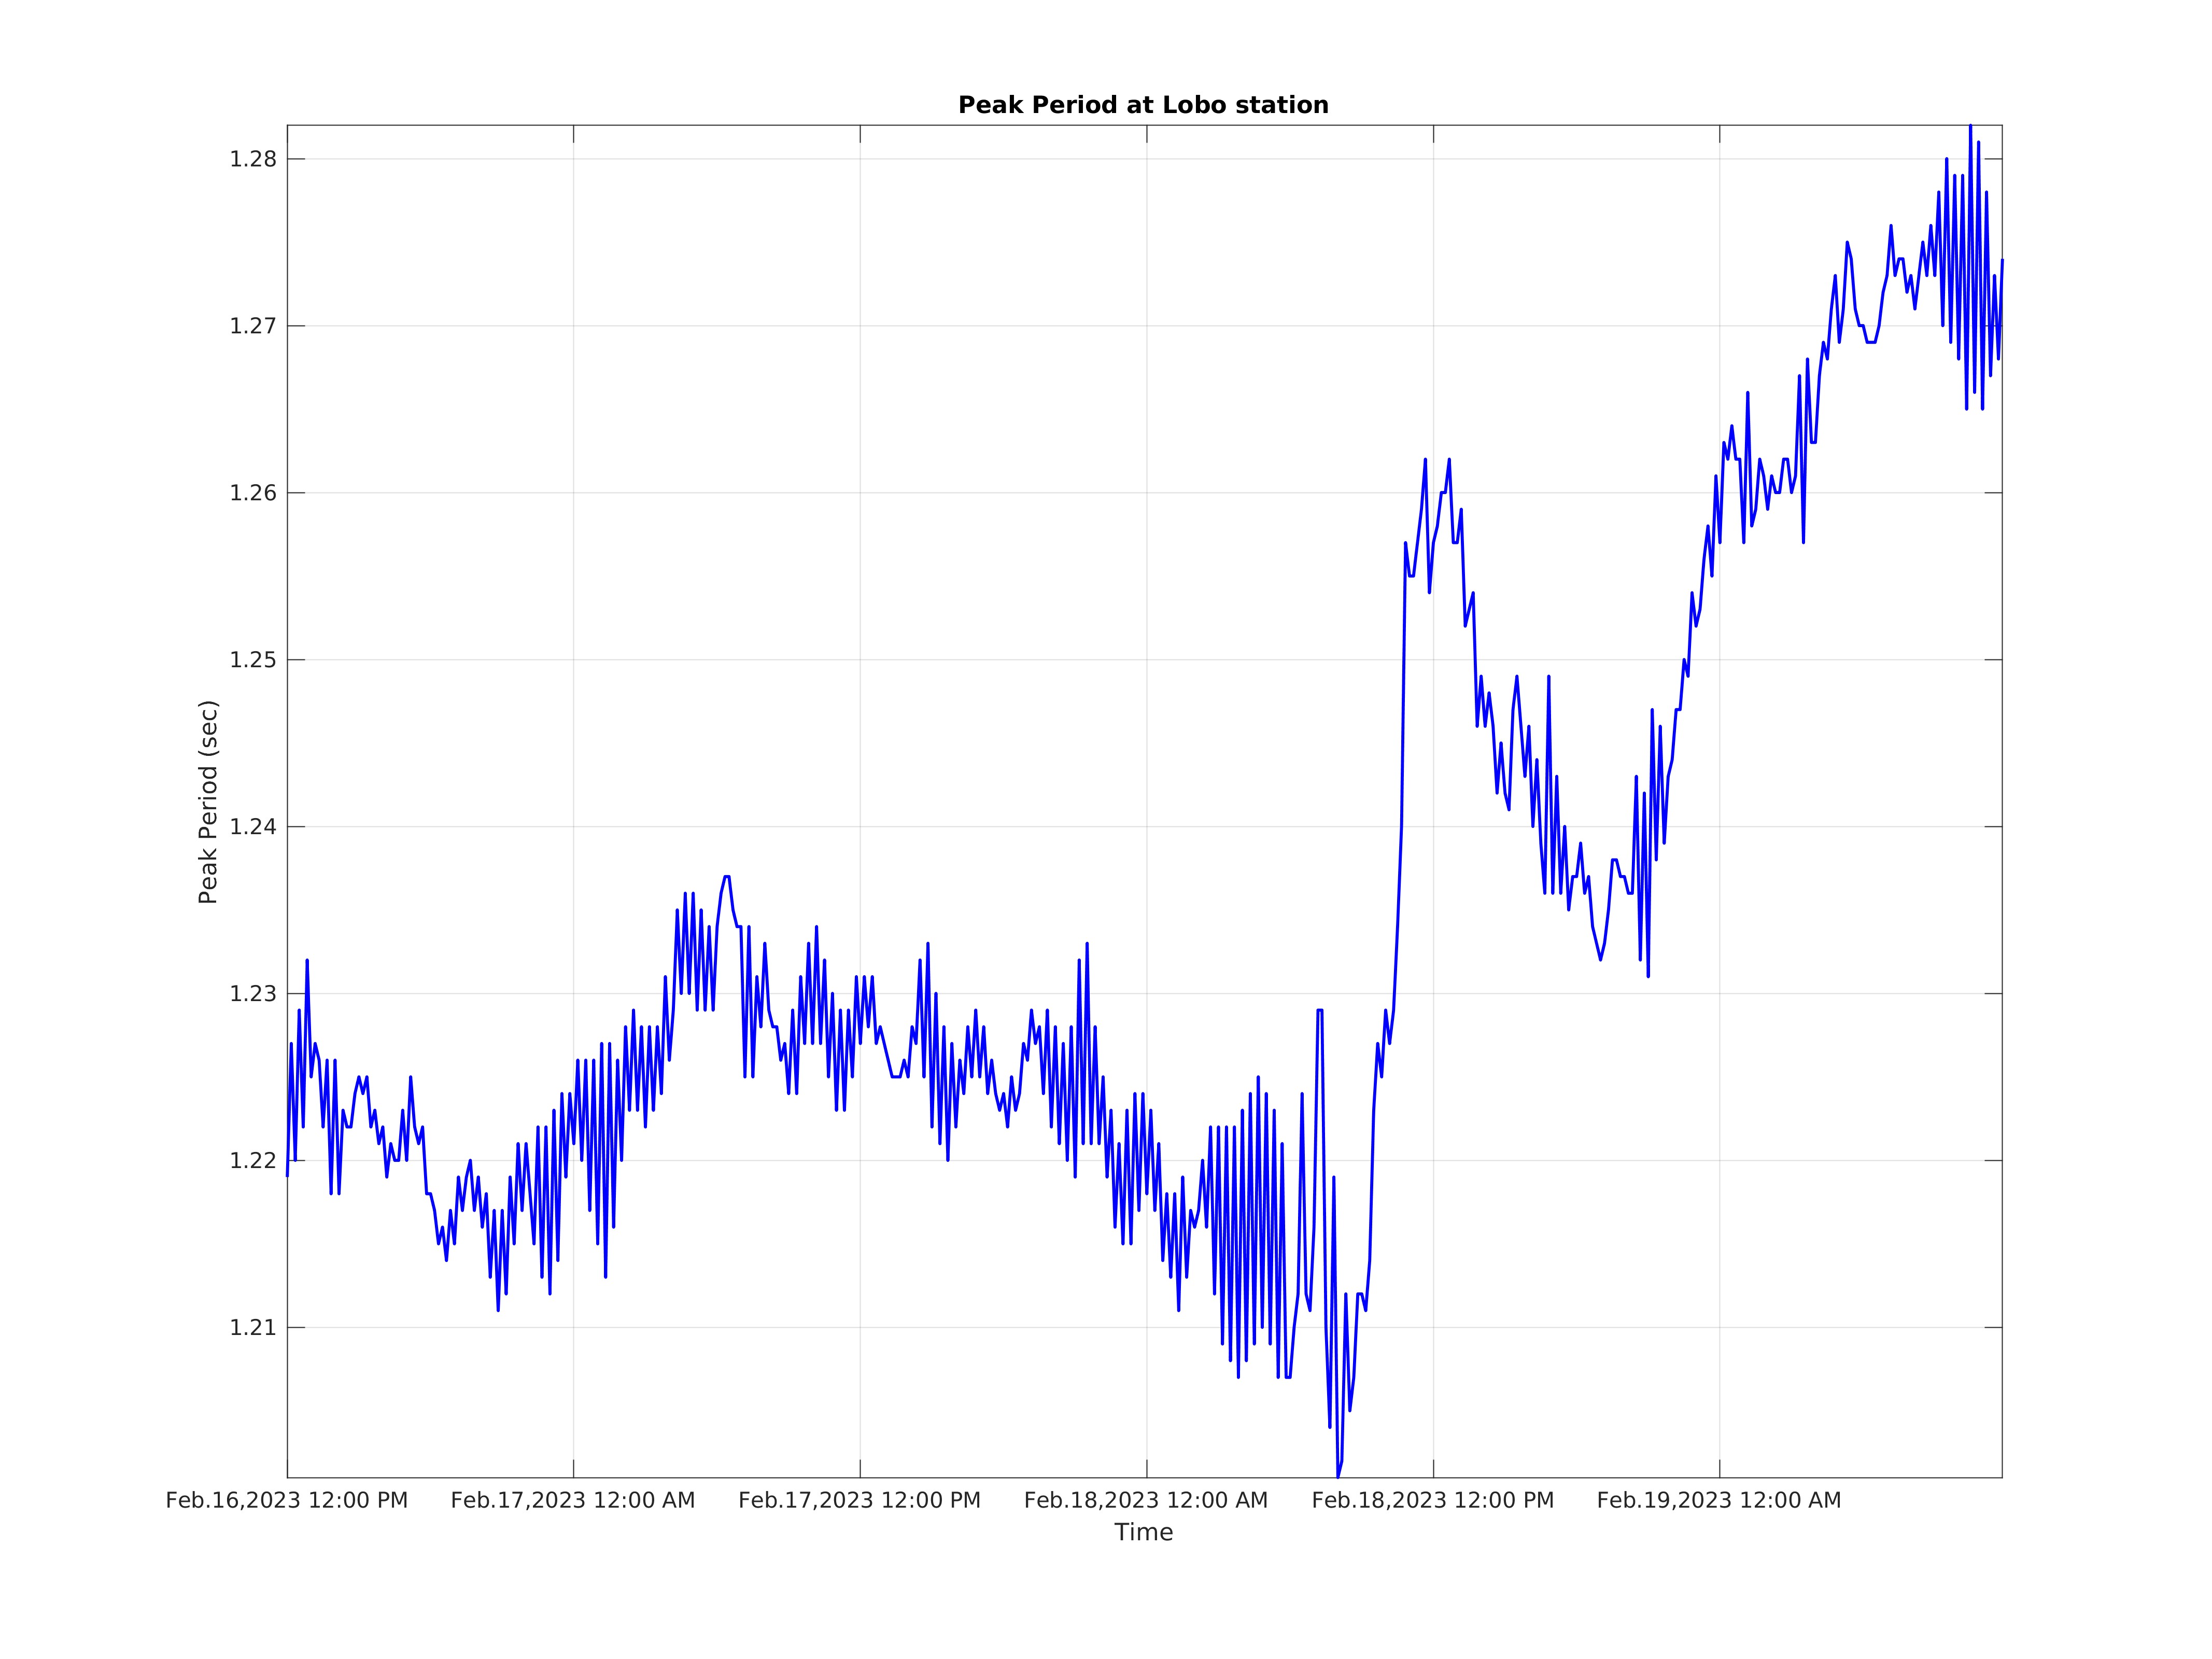 Peak Period at Lobo station
1.28
1.27
1.26
1.25
1.24
1.23
1.22
1.21
Peak Period (sec)
Feb.16,2023 12:00 PM
Feb.17,2023 12:00 AM
Feb.17,2023 12:00 PM
Feb.18,2023 12:00 AM
Feb.18,2023 12:00 PM
Feb.19,2023 12:00 AM
Time